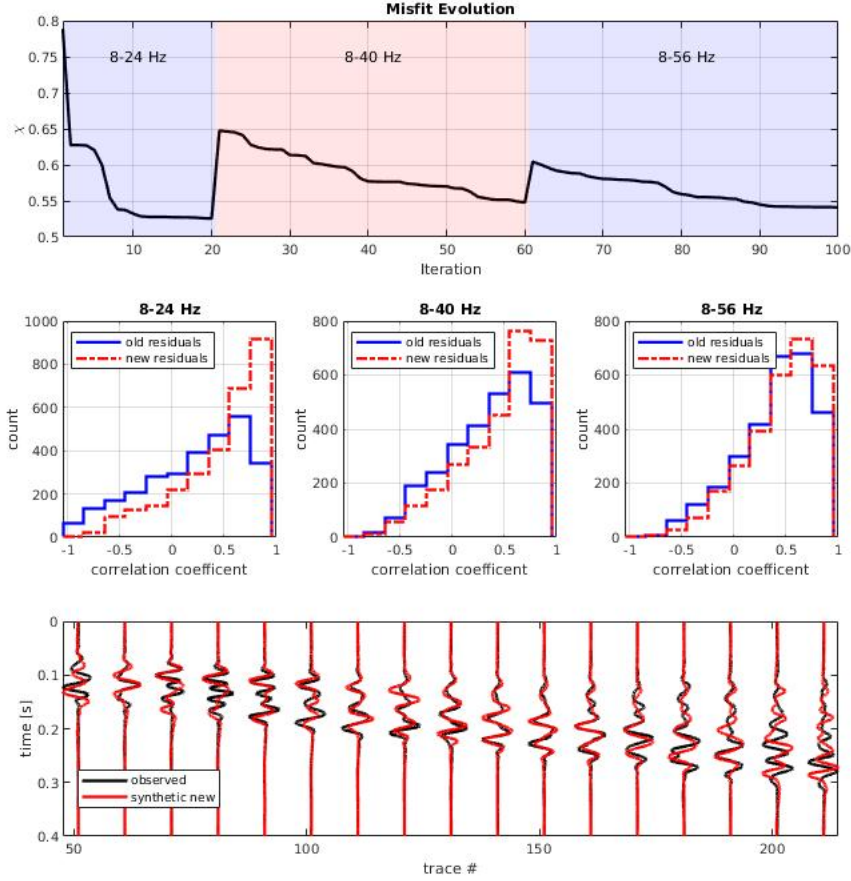 Misfit Evolution
0.8
0.75
0.7
0.65
0.6
0.55
0.5
χ
8-24 Hz
8-40 Hz
8-56 Hz
10 20 30 40 50 60 70 80 90 100
Iteration
8-24 Hz
1000
800
600
400
200
0
count
old residuals
new residuals
-1 -0.5 0 0.5 1
correlation coefficent
8-40 Hz
800
600
400
200
0
count
old residuals
new residuals
-1 -0.5 0 0.5 1
correlation coefficent
8-56 Hz
800
600
400
200
0
count
old residuals
new residuals
-1 -0.5 0 0.5 1
correlation coefficent
0
0.1
0.2
0.3
0.4
time [s]
observed
synthetic new
50 100 150 200
trace #